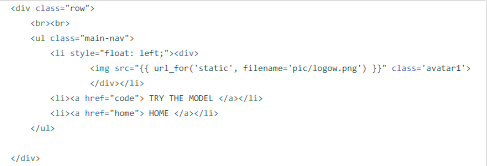 <div class="row">
<br><br>
<ul class="main-nav">
<li style="float: left;"><div>
<img src="{{ url_for('static', filename='pic/logow.png') }}" class='avatar1'>
</div></li>
<li><a href="code"> TRY THE MODEL </a></li>
<li><a href="home"> HOME </a></li>
</ul>
</div>